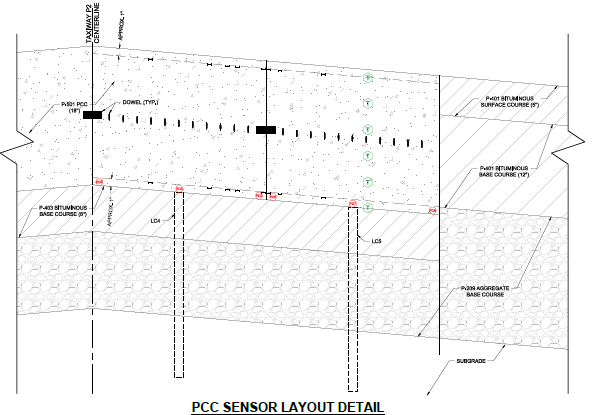 TAXIWAY P2
CENTERLINE
APPROX. 1"
P-501 PCC
(18")
DOWEL (TYP.)
P-401 BITUMINOUS
SURFACE COURSE (5")
P-401 BITUMINOUS
BASE COURSE (12")
P-403 BITUMINOUS
BASE COURSE (6")
APPROX. 1"
LC4
LC5
P-209 AGGREGATE
BASE COURSE
SUBGRADE
T
T
T
T
T
T
PCC SENSOR LAYOUT DETAIL